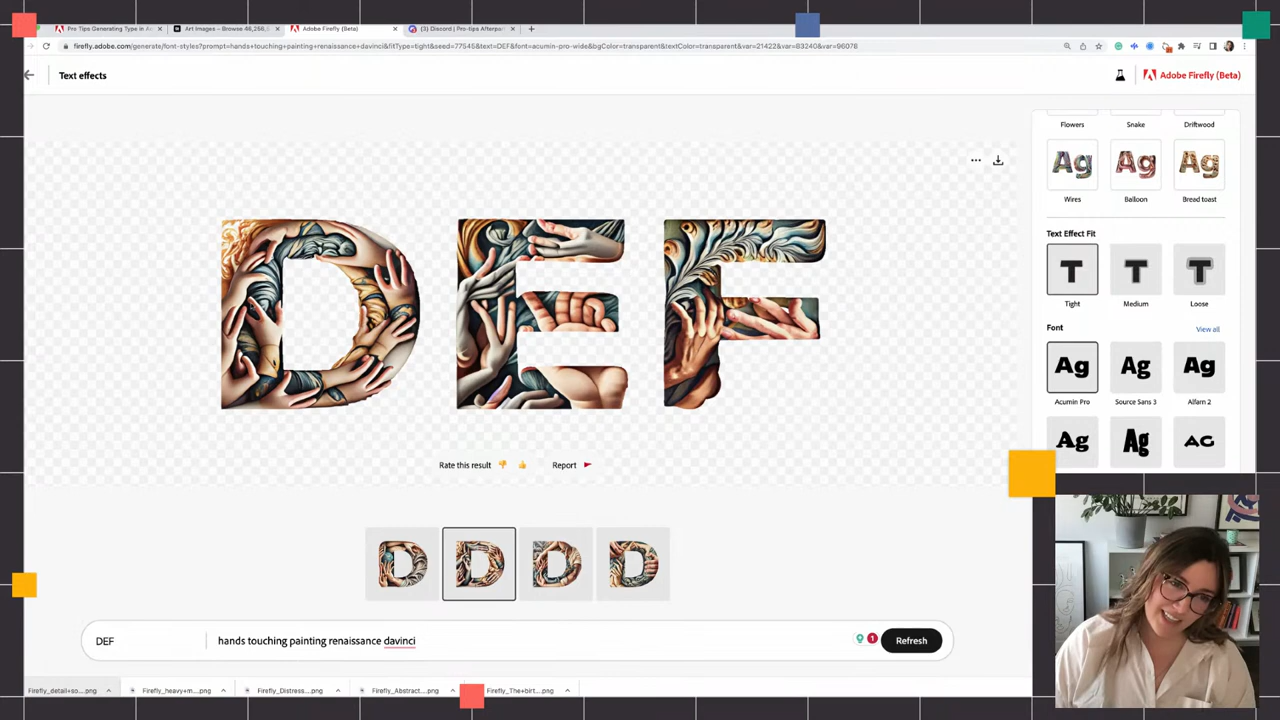 Pro Tips Generating Type in Ad
Art Images – Browse 46,256,
Adobe Firefly (Beta)
(3) Discord | Pro-tips Afterpar
firefly.adobe.com/generate/font-styles?prompt=hands+touching+painting+renaissance+davinci&fitType=tight&seed=77545&text=DEF&font=acumin-pro-wide&bgColor=transparent&textColor=transparent&var=21422&var=83240&var=96078
Text effects
Adobe Firefly (Beta)
Flowers
Snake
Driftwood
Ag
Ag
Ag
Wires
Balloon
Bread toast
Text Effect Fit
T
T
T
Tight
Medium
Loose
Font
View all
Ag
Ag
Ag
Acumin Pro
Source Sans 3
Alfarn 2
Ag
Ag
AG
DEF
Rate this result
Report
D
D
D
D
DEF
hands touching painting renaissance davinci
1
Refresh
Firefly_detail+so....png
Firefly_heavy+m....png
Firefly_Distress....png
Firefly_Abstract....png
Firefly_The+birt....png